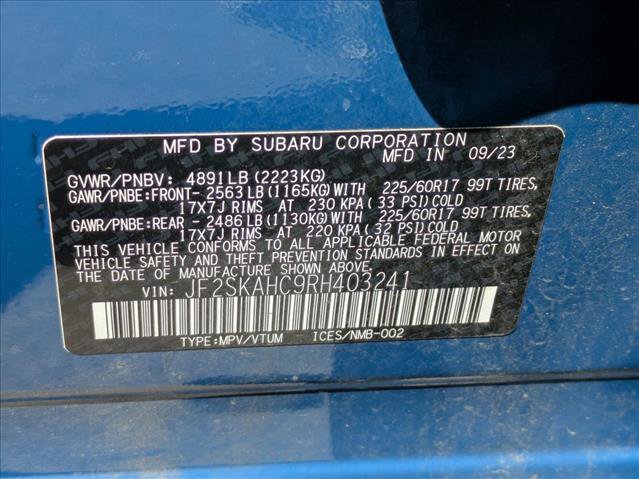 MFD BY SUBARU CORPORATION
MFD IN 09/23
GVWR/PNBV: 4891LB (2223KG)
GAWR/PNBE:FRONT- 2563 LB (1165KG) WITH 225/60R17 99T TIRES,
17X7J RIMS AT 230 KPA ( 33 PSI) COLD
GAWR/PNBE:REAR - 2486 LB (1130KG) WITH 225/60R17 99T TIRES,
17X7J RIMS AT 220 KPA ( 32 PSI) COLD
THIS VEHICLE CONFORMS TO ALL APPLICABLE FEDERAL MOTOR
VEHICLE SAFETY AND THEFT PREVENTION STANDARDS IN EFFECT ON
THE DATE OF MANUFACTURE SHOWN ABOVE.
VIN: JF2SKAHC9RH403241
TYPE:MPV/VTUM ICES/NMB-002